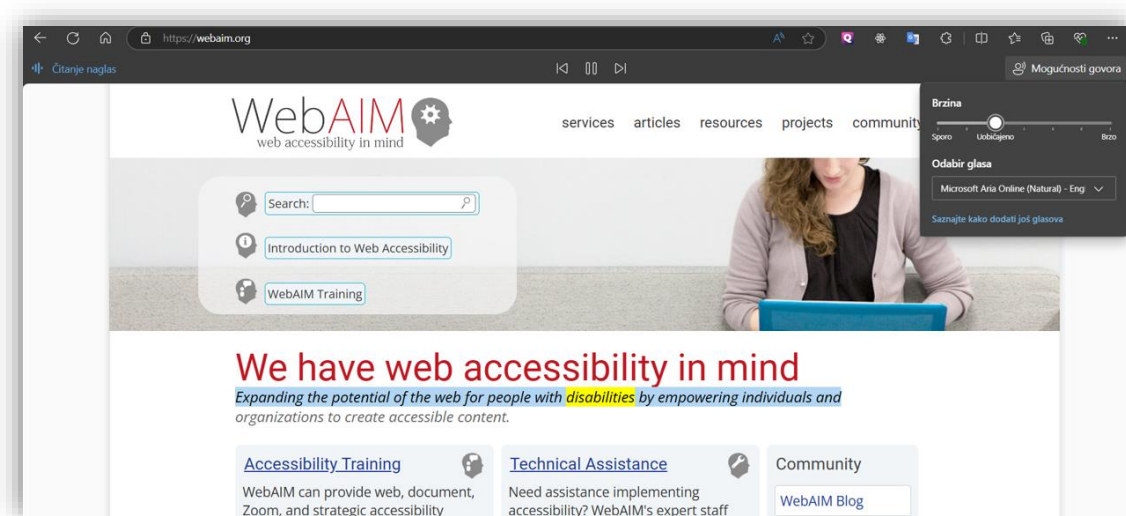 https://webaim.org
Čitanje naglas
Mogućnosti govora
Brzina
Sporo Uobičajeno Brzo
Odabir glasa
Microsoft Aria Online (Natural) - Eng
Saznajte kako dodati još glasova
WebAIM
web accessibility in mind
services articles resources projects community
Search:
Introduction to Web Accessibility
WebAIM Training
We have web accessibility in mind
Expanding the potential of the web for people with disabilities by empowering individuals and
organizations to create accessible content.
Accessibility Training
WebAIM can provide web, document,
Zoom, and strategic accessibility
Technical Assistance
Need assistance implementing
accessibility? WebAIM's expert staff
Community
WebAIM Blog